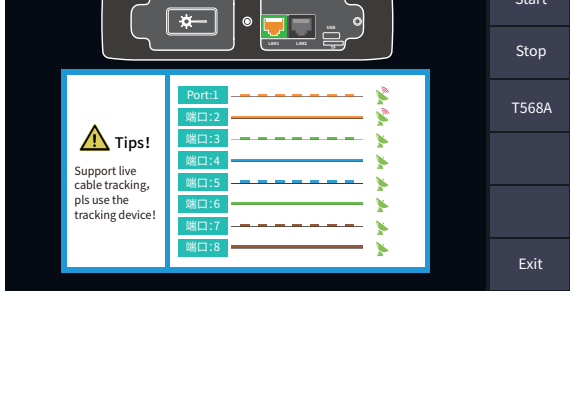 Start
USB
LAN1 LAN2
Stop
Port:1
端口:2
T568A
端口:3
Tips!
端口:4
Support live
cable tracking,
pls use the
tracking device!
端口:5
端口:6
端口:7
端口:8
Exit